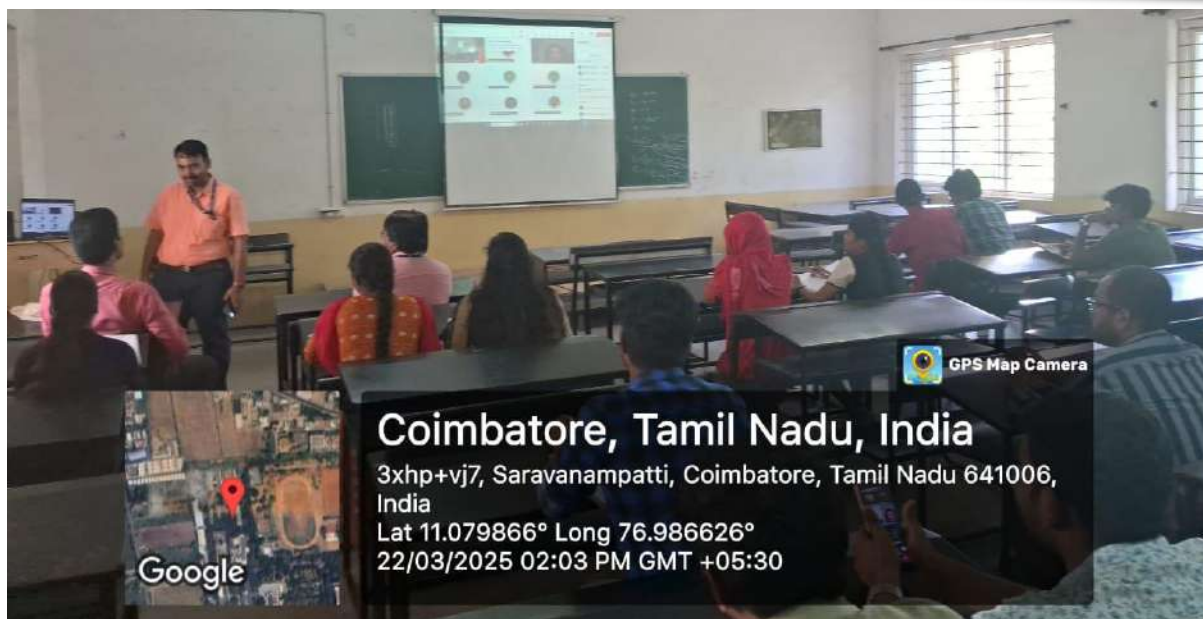 GPS Map Camera
Coimbatore, Tamil Nadu, India
3xhp+vj7, Saravanampatti, Coimbatore, Tamil Nadu 641006,
India
Lat 11.079866° Long 76.986626°
22/03/2025 02:03 PM GMT +05:30
Google